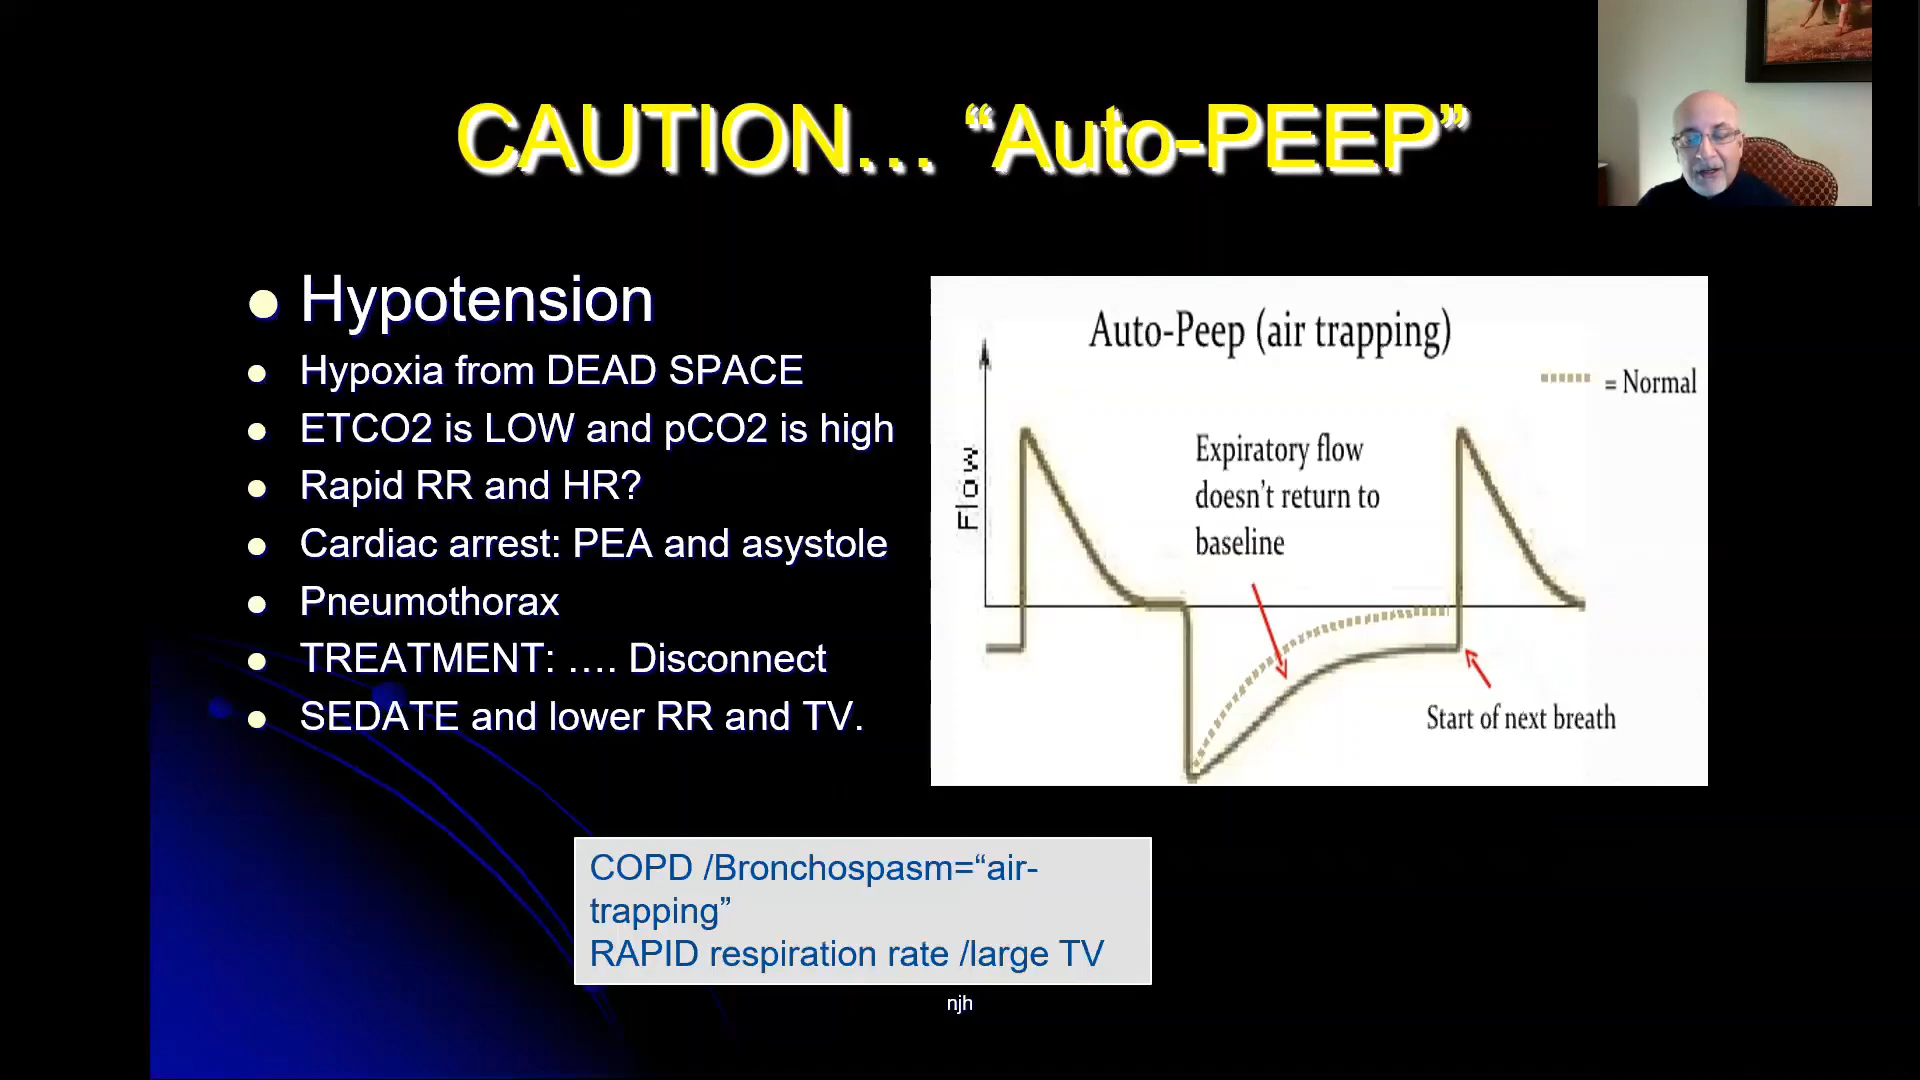 CAUTION… “Auto-PEEP”
Hypotension
Hypoxia from DEAD SPACE
ETCO2 is LOW and pCO2 is high
Rapid RR and HR?
Cardiac arrest: PEA and asystole
Pneumothorax
TREATMENT: …. Disconnect
SEDATE and lower RR and TV.
Auto-Peep (air trapping)
= Normal
Flow
Expiratory flow
doesn’t return to
baseline
Start of next breath
COPD /Bronchospasm=“air-
trapping”
RAPID respiration rate /large TV
njh